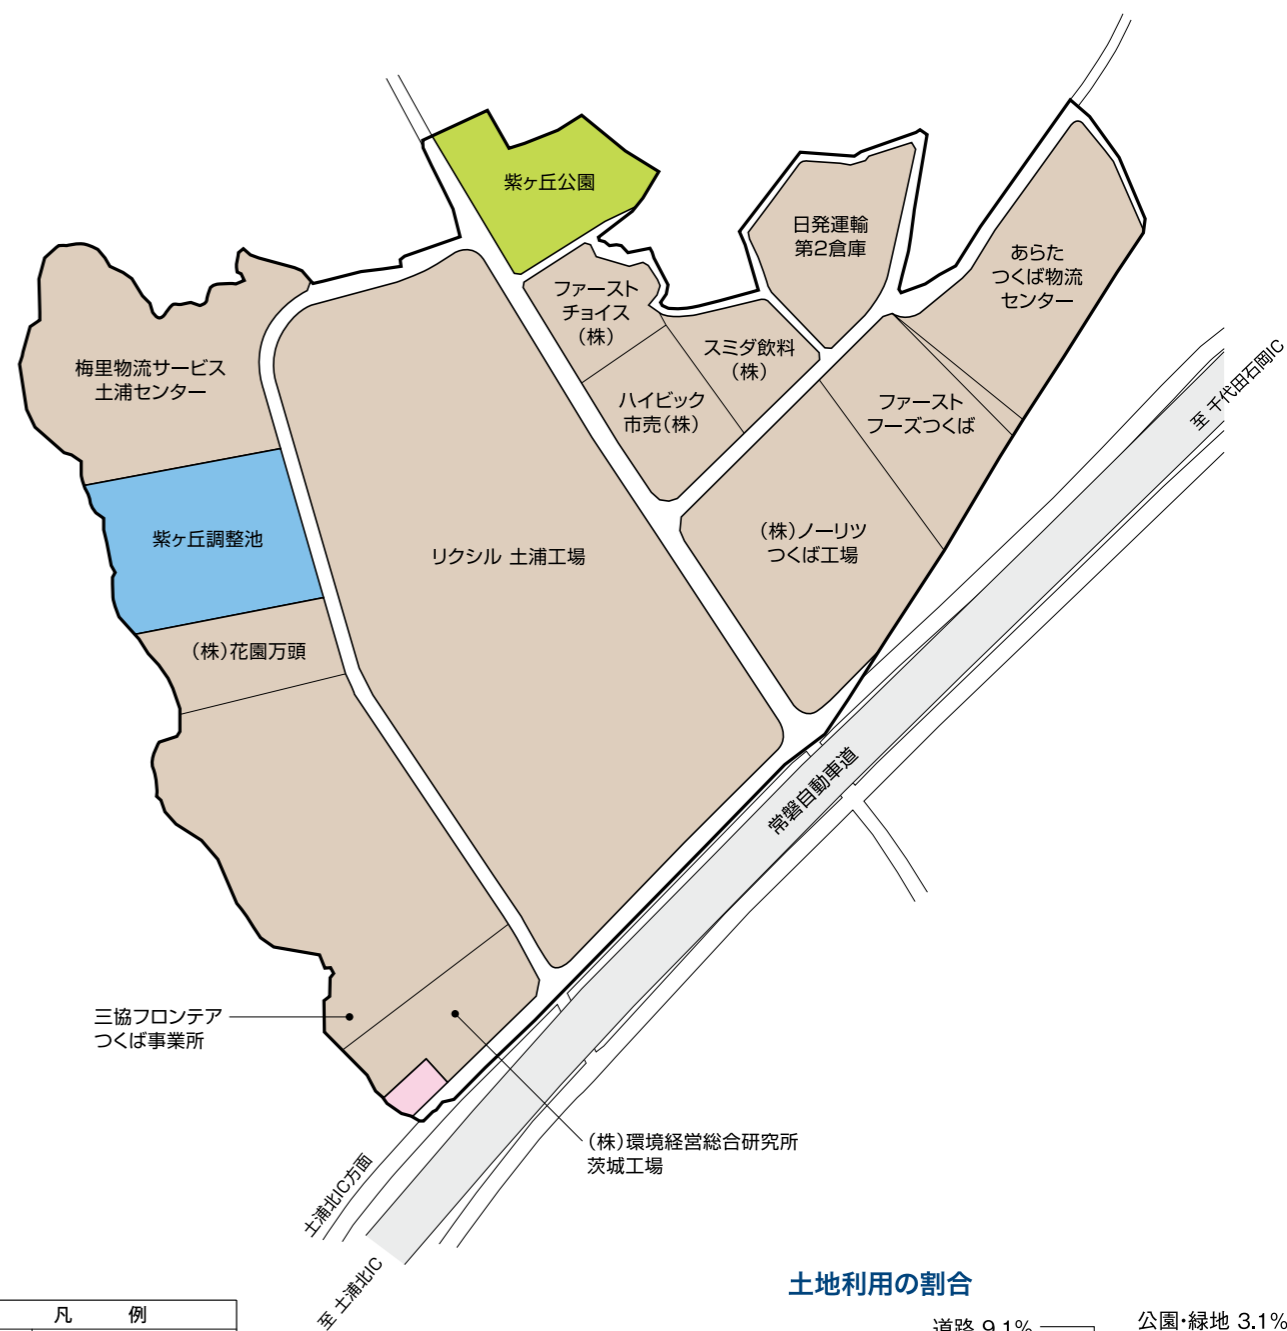 紫ヶ丘公園
日発運輸
第2倉庫
あらた
つくば物流
センター
ファースト
チョイス
(株)
スミダ飲料
(株)
梅里物流サービス
土浦センター
ハイビック
市売(株)
ファースト
フーズつくば
至 千代田石岡IC
紫ヶ丘調整池
リクシル 土浦工場
(株)ノーリツ
つくば工場
(株)花園万頭
常磐自動車道
三協フロンテア
つくば事業所
(株)環境経営総合研究所
茨城工場
土浦北IC方面
至 土浦北IC
凡 例
土地利用の割合
道路 9.1%
公園・緑地 3.1%